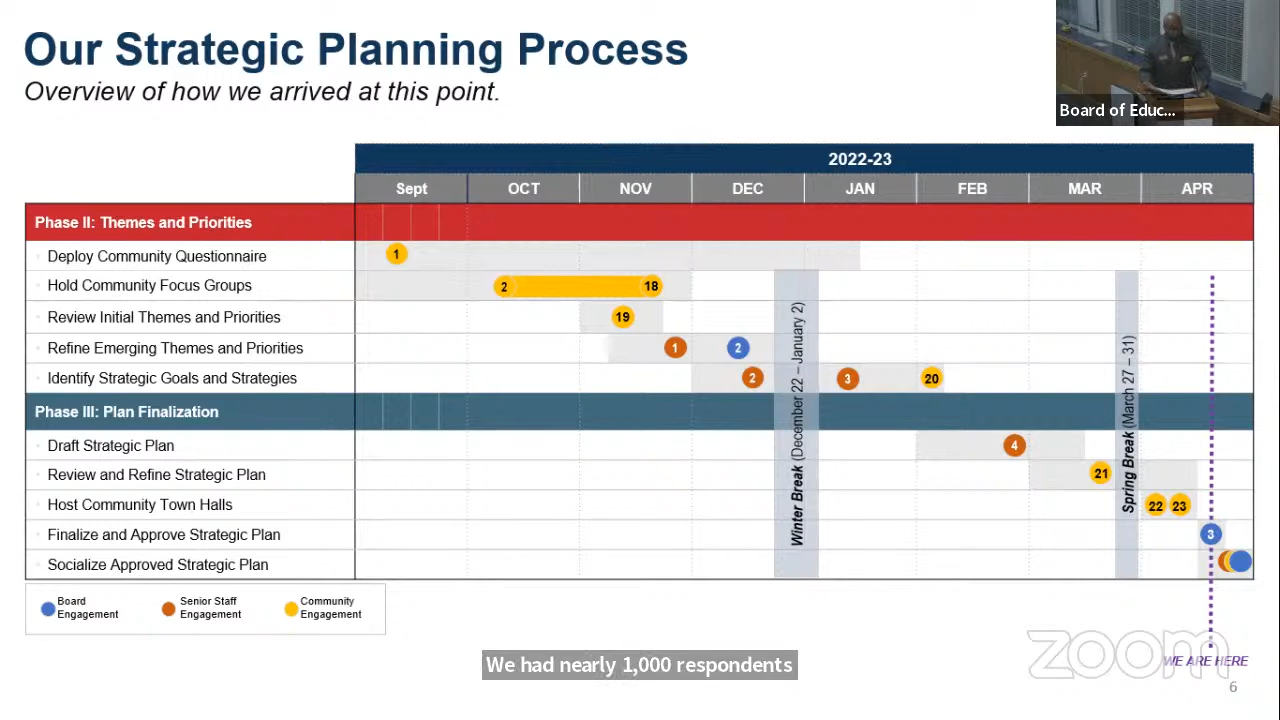 Our Strategic Planning Process
Overview of how we arrived at this point.
Board of Educ...
2022-23
Sept OCT NOV DEC JAN FEB MAR APR
Phase II: Themes and Priorities
Deploy Community Questionnaire 1
Hold Community Focus Groups 2 18
Review Initial Themes and Priorities 19
Refine Emerging Themes and Priorities 1 2
Identify Strategic Goals and Strategies 2 3 20
Phase III: Plan Finalization
Draft Strategic Plan 4
Review and Refine Strategic Plan 21
Host Community Town Halls 22 23
Finalize and Approve Strategic Plan 3
Socialize Approved Strategic Plan
Winter Break (December 22 – January 2)
Spring Break (March 27 – 31)
Board Engagement
Senior Staff Engagement
Community Engagement
We had nearly 1,000 respondents
zoom
WE ARE HERE
6